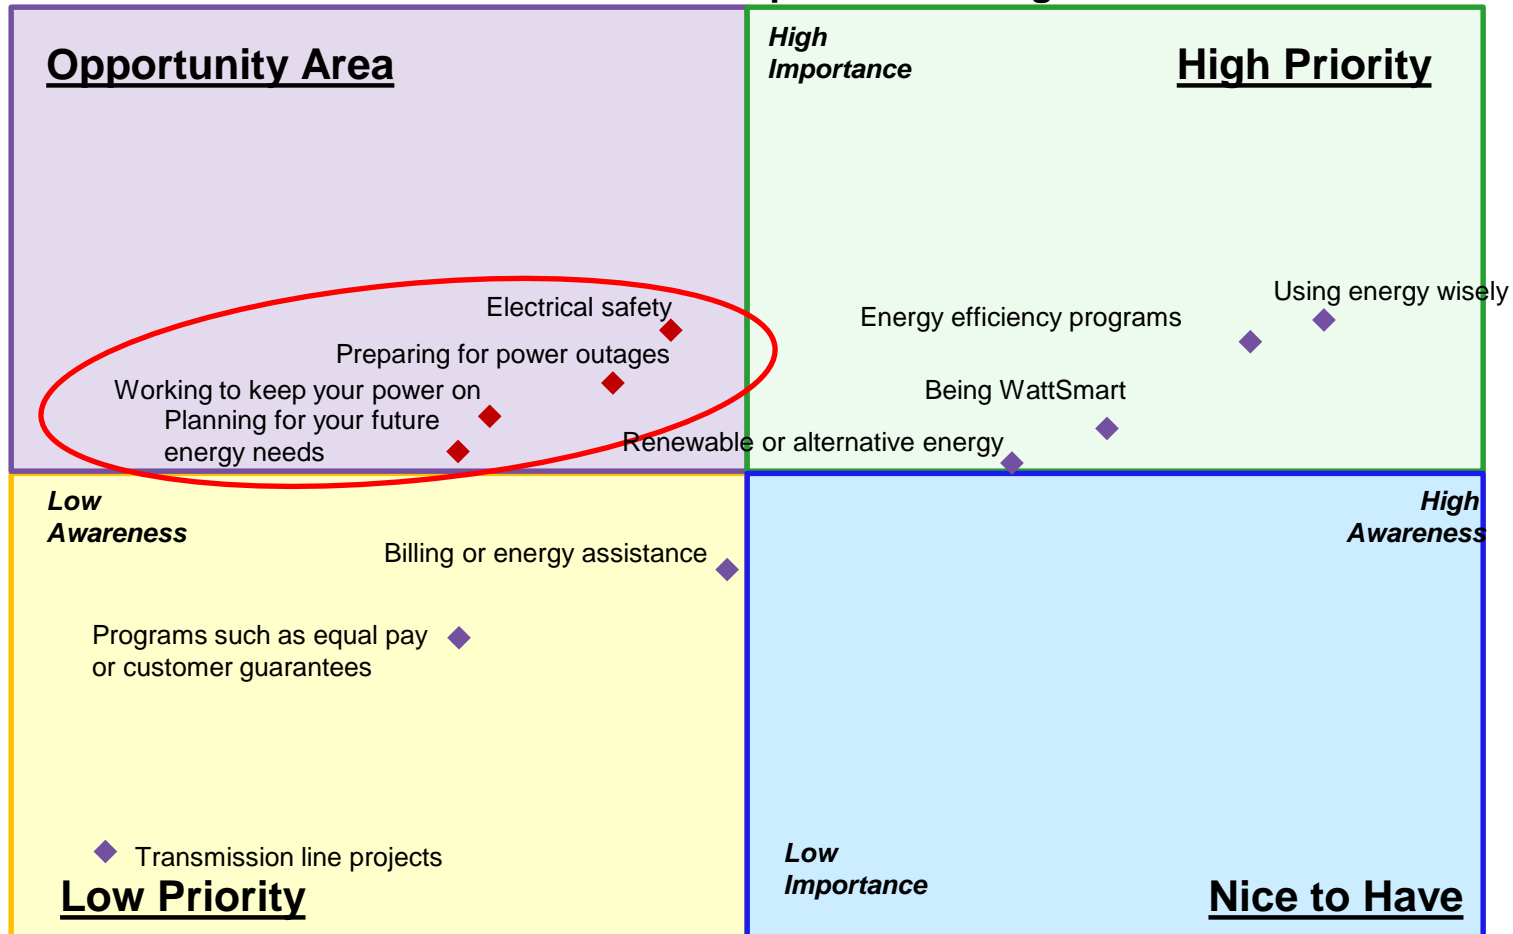 Opportunity Area
High
Importance
High Priority
Electrical safety
Preparing for power outages
Working to keep your power on
Planning for your future
energy needs
Using energy wisely
Energy efficiency programs
Being WattSmart
Renewable or alternative energy
Low
Awareness
High
Awareness
Billing or energy assistance
Programs such as equal pay
or customer guarantees
Transmission line projects
Low Priority
Low
Importance
Nice to Have